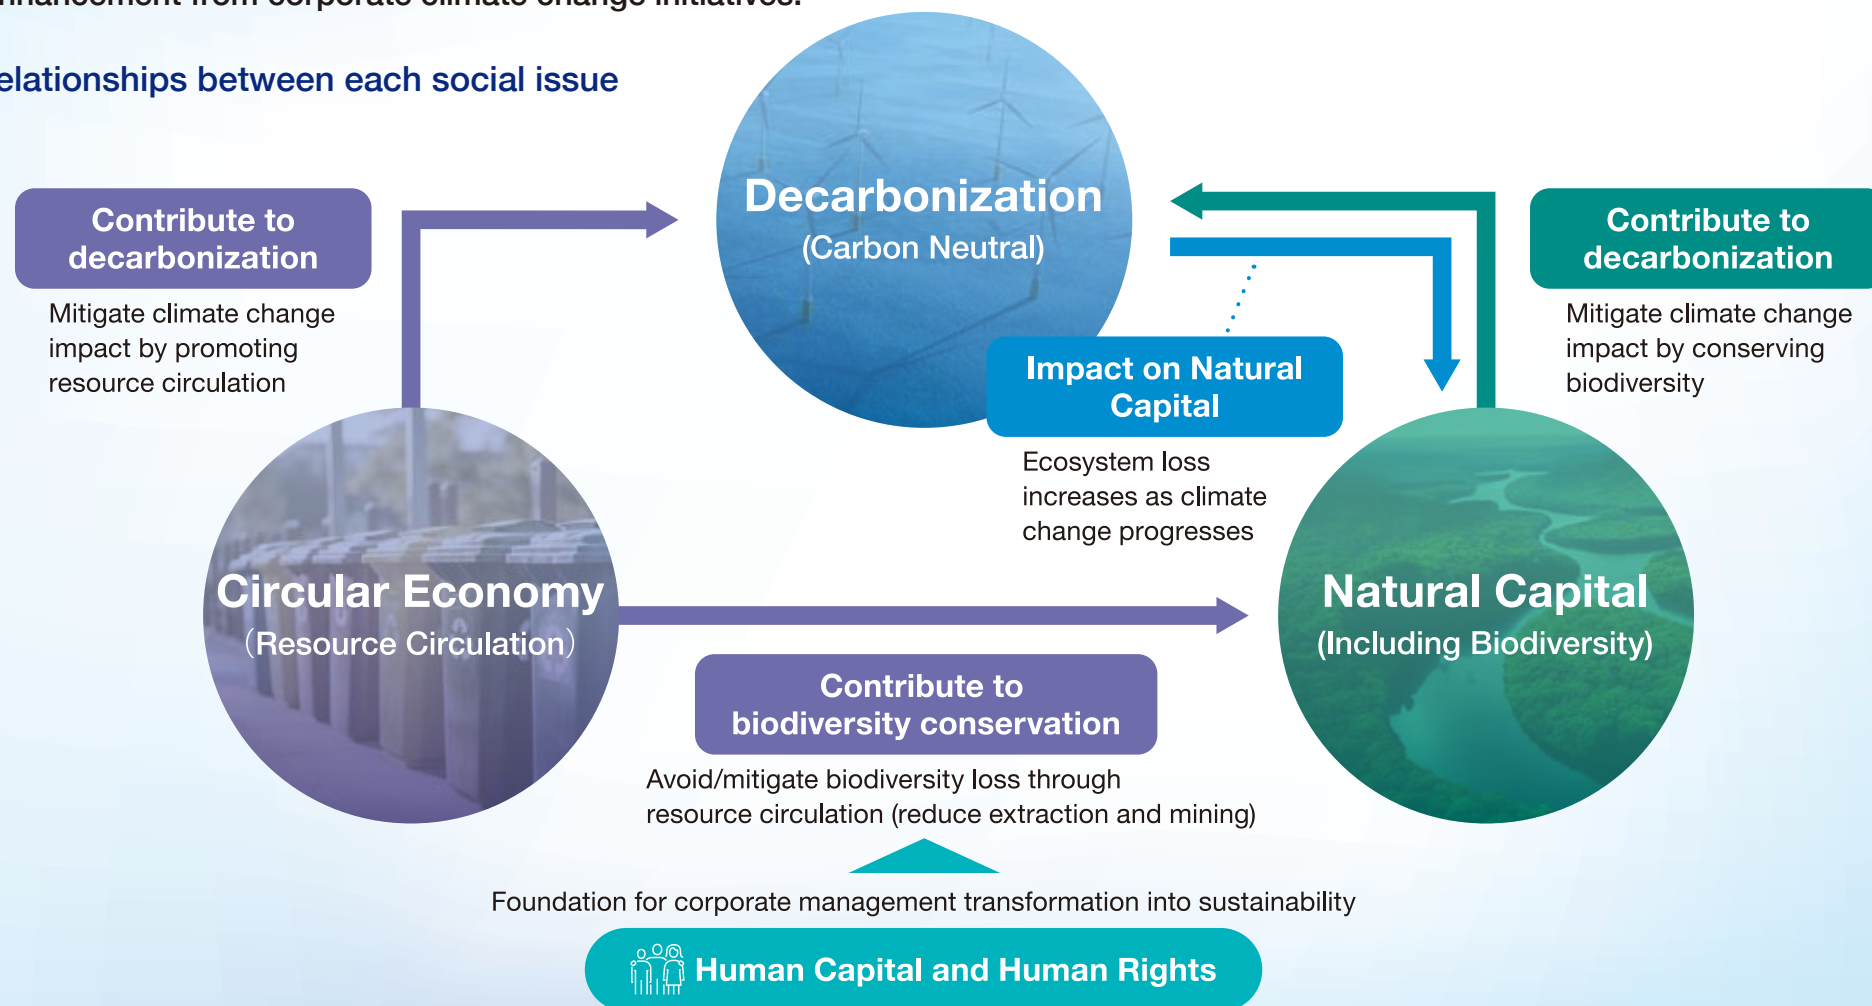 elationships between each social issue
Decarbonization
(Carbon Neutral)
Contribute to
decarbonization
Mitigate climate change
impact by promoting
resource circulation
Contribute to
decarbonization
Mitigate climate change
impact by conserving
biodiversity
Impact on Natural
Capital
Ecosystem loss
increases as climate
change progresses
Circular Economy
（Resource Circulation）
Natural Capital
(Including Biodiversity)
Contribute to
biodiversity conservation
Avoid/mitigate biodiversity loss through
resource circulation (reduce extraction and mining)
Foundation for corporate management transformation into sustainability
Human Capital and Human Rights